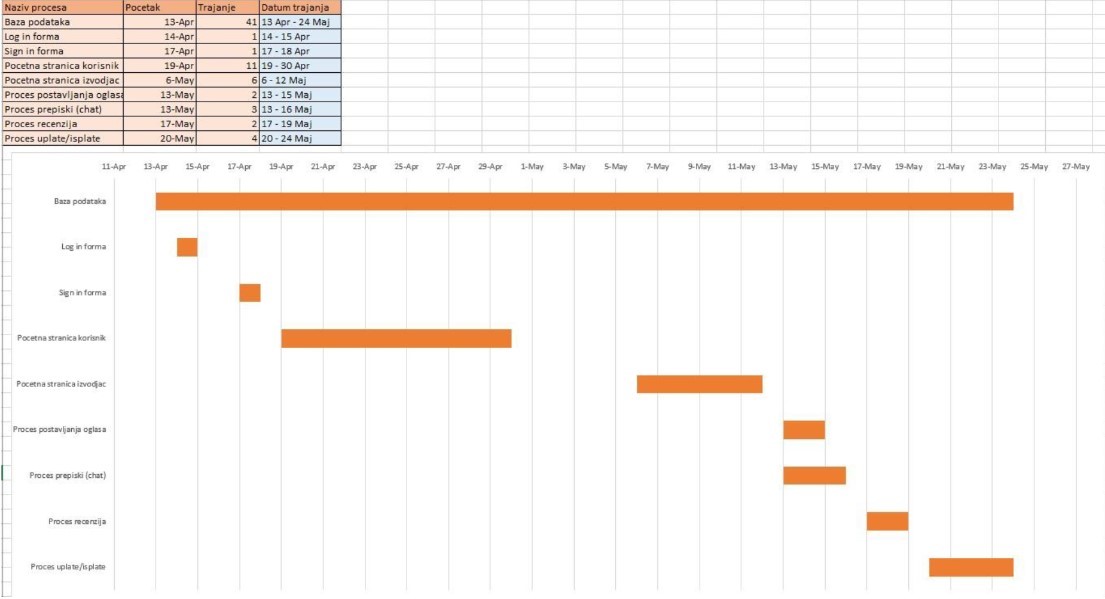 Naziv procesa Pocetak Trajanje Datum trajanja
Baza podataka 13-Apr 41 13 Apr - 24 Maj
Log in forma 14-Apr 1 14 - 15 Apr
Sign in forma 17-Apr 1 17 - 18 Apr
Pocetna stranica korisnik 19-Apr 11 19 - 30 Apr
Pocetna stranica izvodjac 6-May 6 6 - 12 Maj
Proces postavljanja oglasa 13-May 2 13 - 15 Maj
Proces prepiski (chat) 13-May 3 13 - 16 Maj
Proces recenzija 17-May 2 17 - 19 Maj
Proces uplate/isplate 20-May 4 20 - 24 Maj
11-Apr 13-Apr 15-Apr 17-Apr 19-Apr 21-Apr 23-Apr 25-Apr 27-Apr 29-Apr 1-May 3-May 5-May 7-May 9-May 11-May 13-May 15-May 17-May 19-May 21-May 23-May 25-May 27-May
Baza podataka
Log in forma
Sign in forma
Pocetna stranica korisnik
Pocetna stranica izvodjac
Proces postavljanja oglasa
Proces prepiski (chat)
Proces recenzija
Proces uplate/isplate